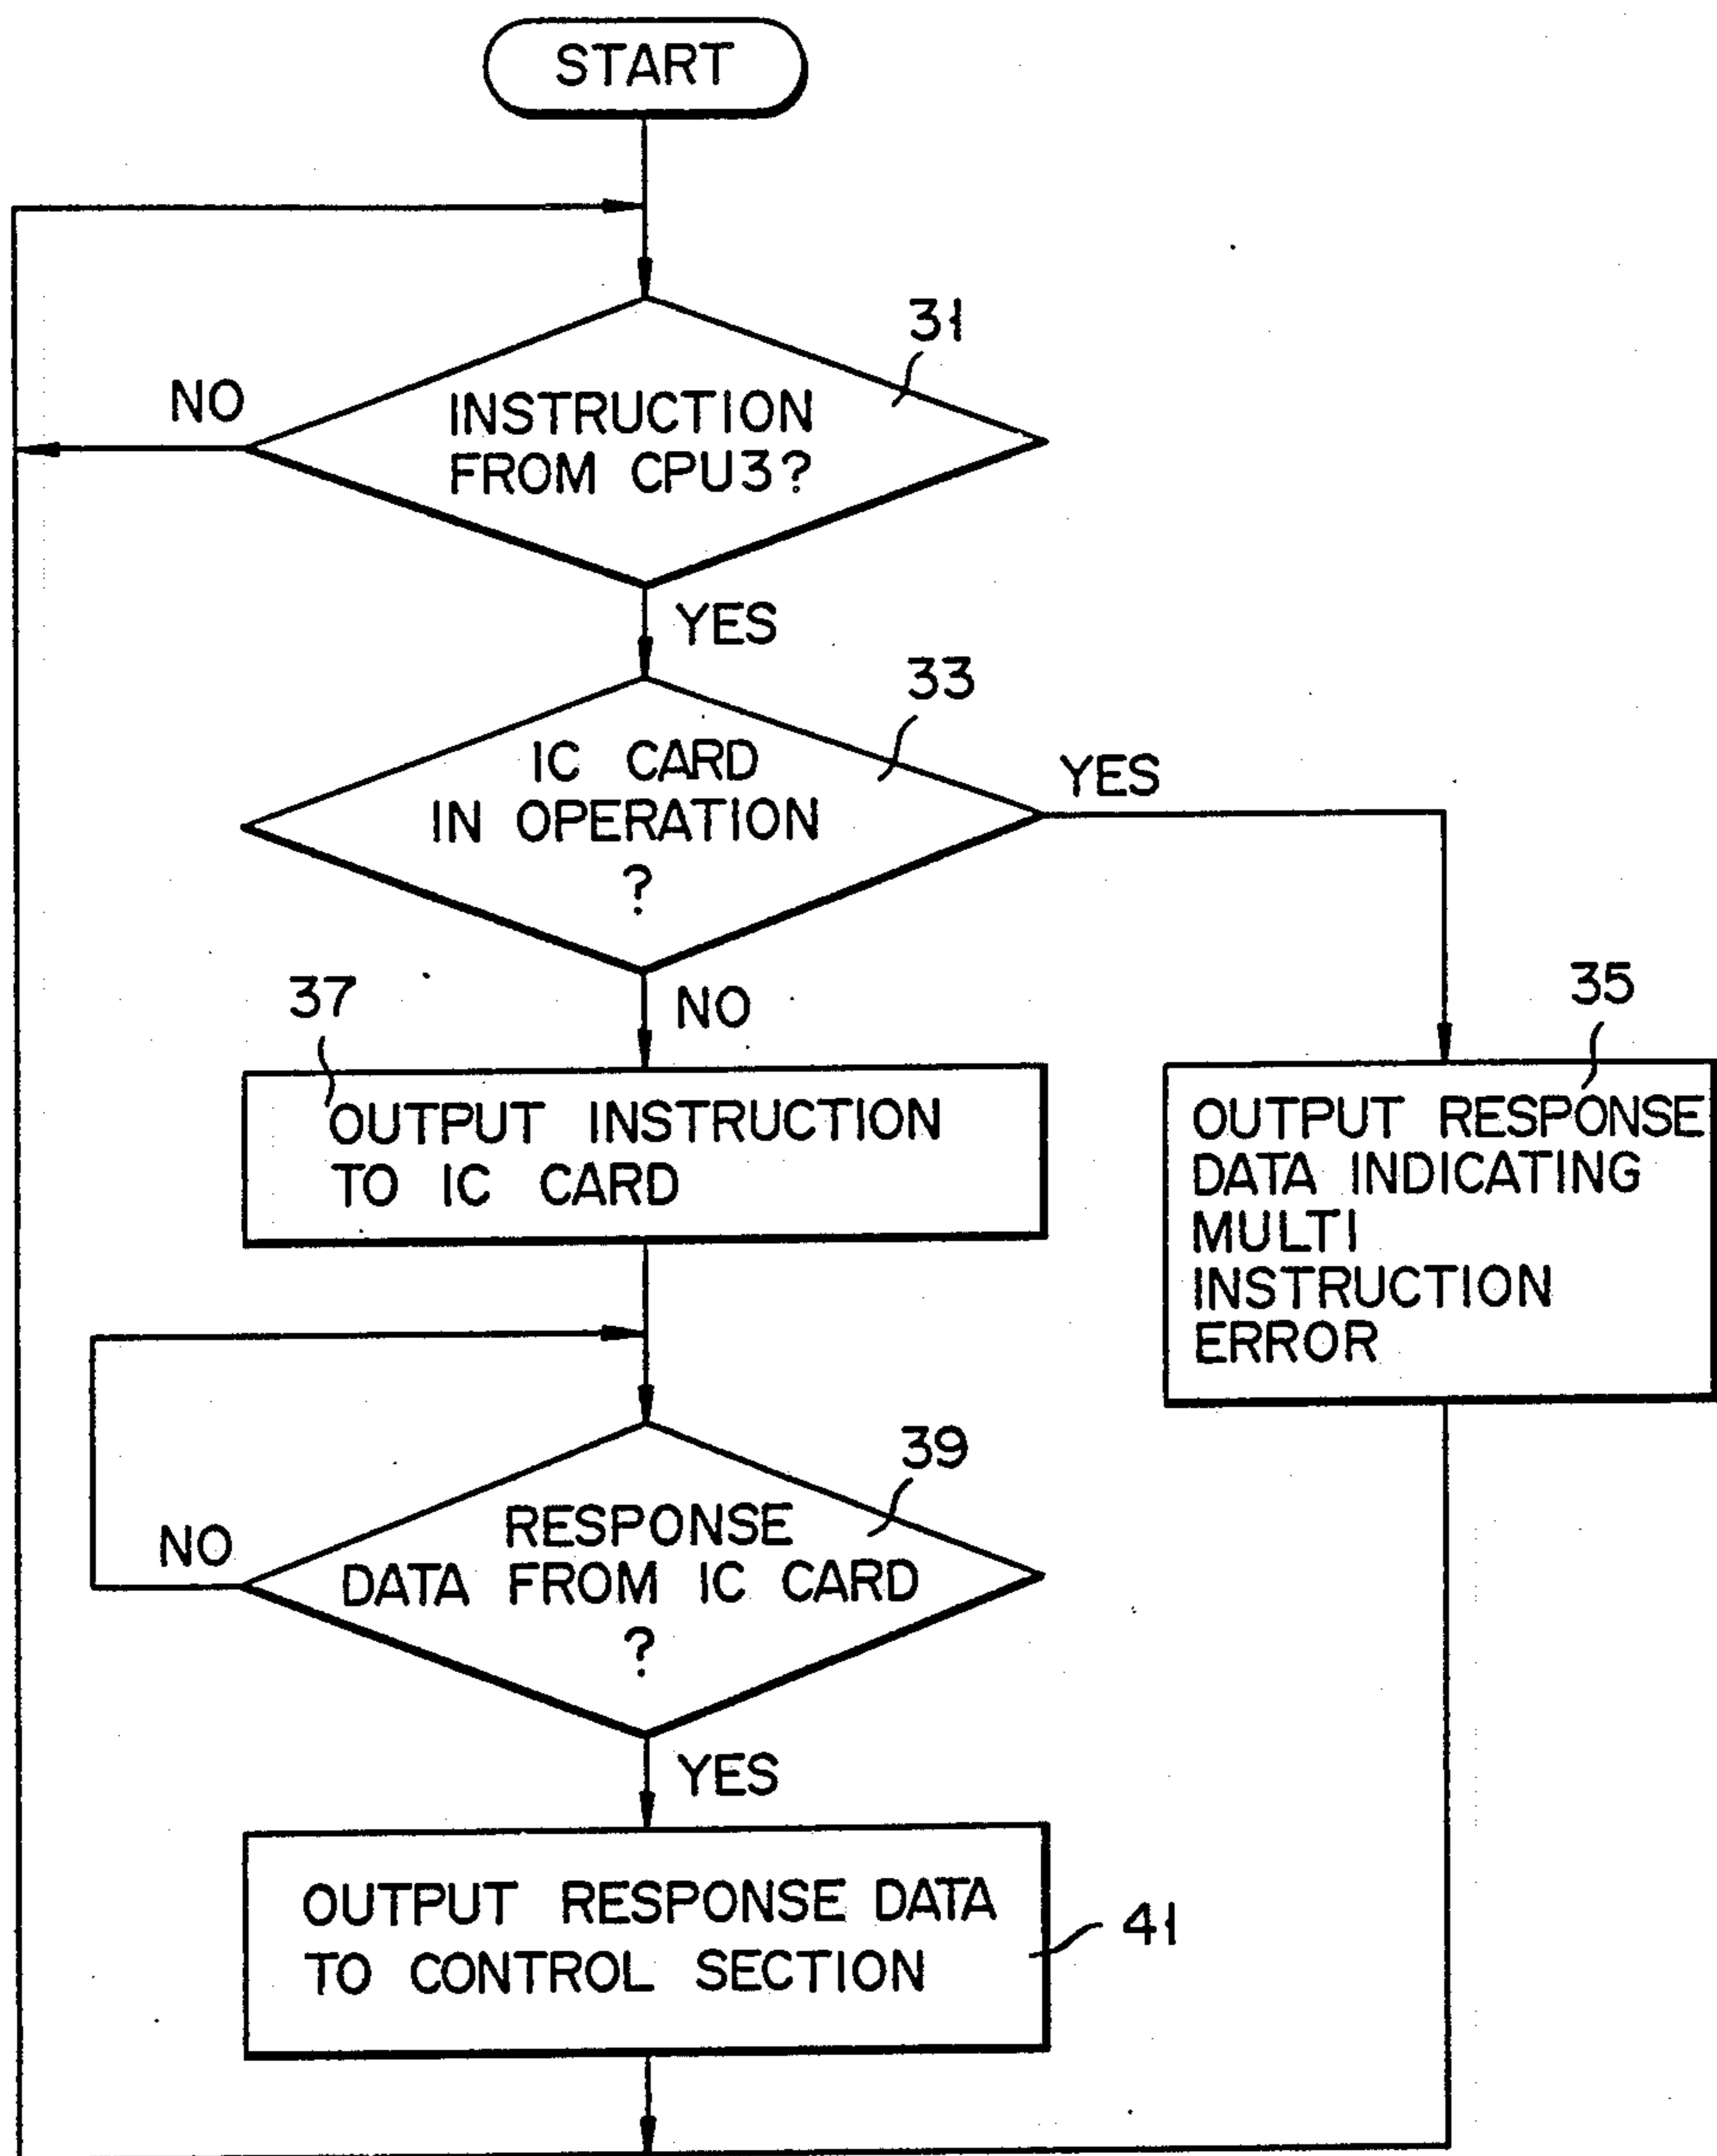 START
31
NO
INSTRUCTION
FROM CPU3?
YES
33
IC CARD
IN OPERATION
?
YES
NO
37
OUTPUT INSTRUCTION
TO IC CARD
35
OUTPUT RESPONSE
DATA INDICATING
MULTI
INSTRUCTION
ERROR
39
NO
RESPONSE
DATA FROM IC CARD
?
YES
OUTPUT RESPONSE DATA
TO CONTROL SECTION
41